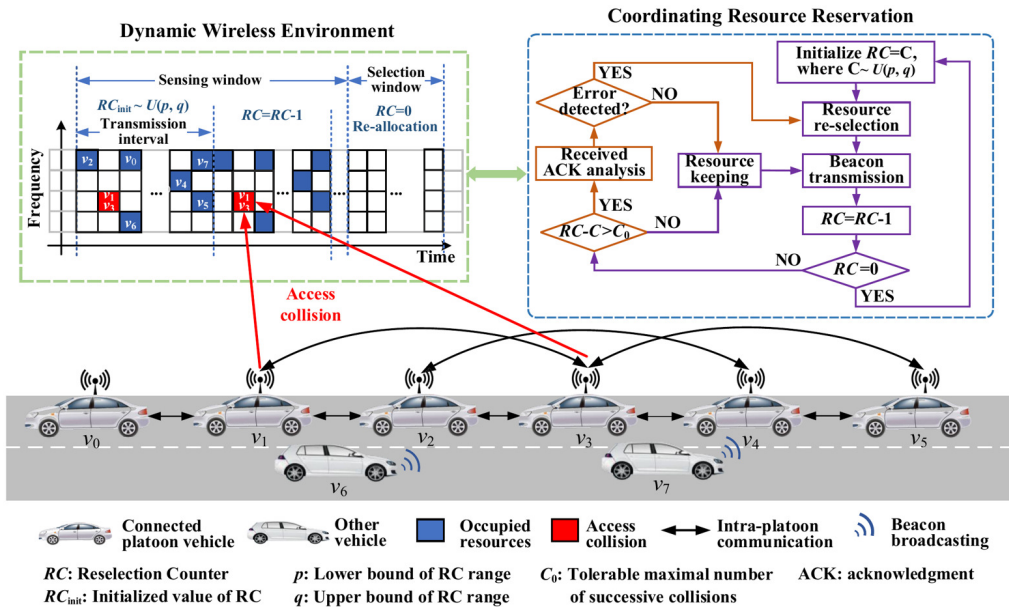 Dynamic Wireless Environment
Sensing window
Selection
window
RCinit ~ U(p, q)
Transmission
interval
RC=RC-1
RC=0
Re-allocation
Frequency
v2
v0
v7
v4
v1
v3
v5
v1
v3
v6
...
...
...
Time
Coordinating Resource Reservation
YES
Error
detected?
NO
Initialize RC=C,
where C~ U(p, q)
Resource
re-selection
Received
ACK analysis
Resource
keeping
Beacon
transmission
YES
RC-C>C0
NO
RC=RC-1
NO
RC=0
YES
Access
collision
v0
v1
v2
v3
v4
v5
v6
v7
Connected
platoon vehicle
Other
vehicle
Occupied
resources
Access
collision
Intra-platoon
communication
Beacon
broadcasting
RC: Reselection Counter
RCinit: Initialized value of RC
p: Lower bound of RC range
q: Upper bound of RC range
C0: Tolerable maximal number
of successive collisions
ACK: acknowledgment